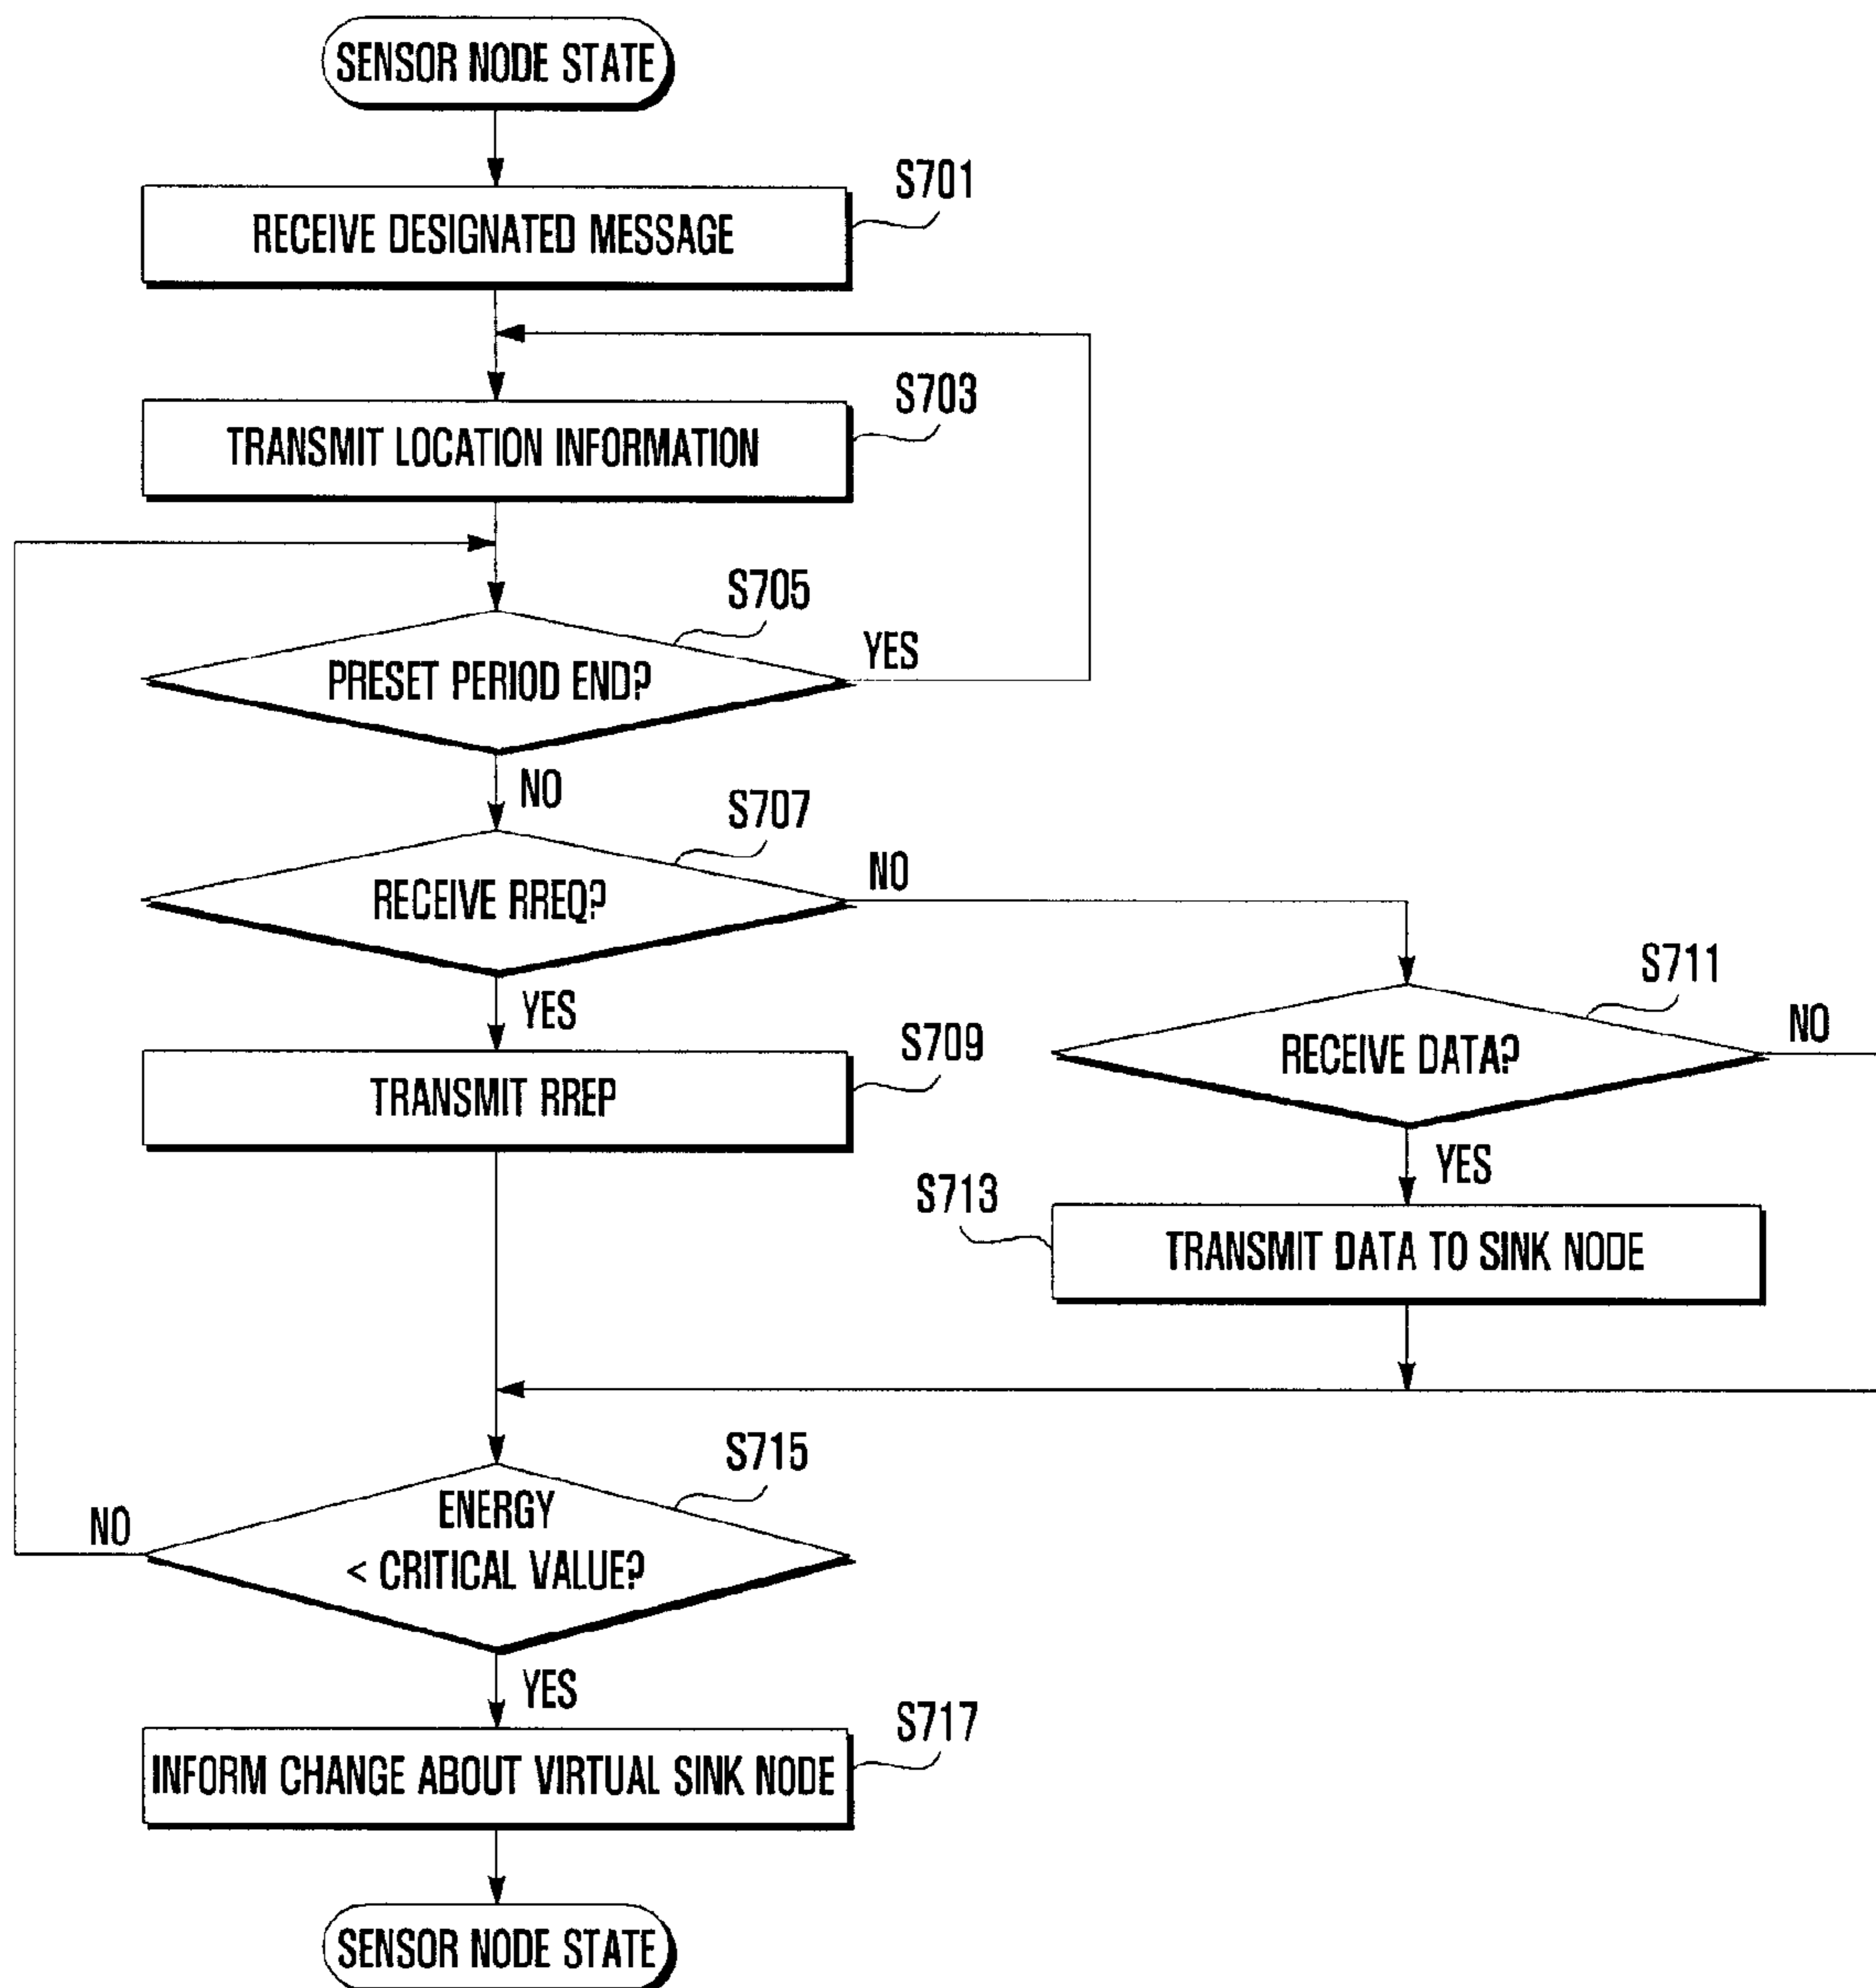 SENSOR NODE STATE
S701
RECEIVE DESIGNATED MESSAGE
S703
TRANSMIT LOCATION INFORMATION
S705
PRESET PERIOD END?
YES
NO
S707
RECEIVE RREQ?
NO
YES
S709
TRANSMIT RREP
S711
RECEIVE DATA?
NO
YES
S713
TRANSMIT DATA TO SINK NODE
S715
ENERGY
< CRITICAL VALUE?
NO
YES
S717
INFORM CHANGE ABOUT VIRTUAL SINK NODE
SENSOR NODE STATE